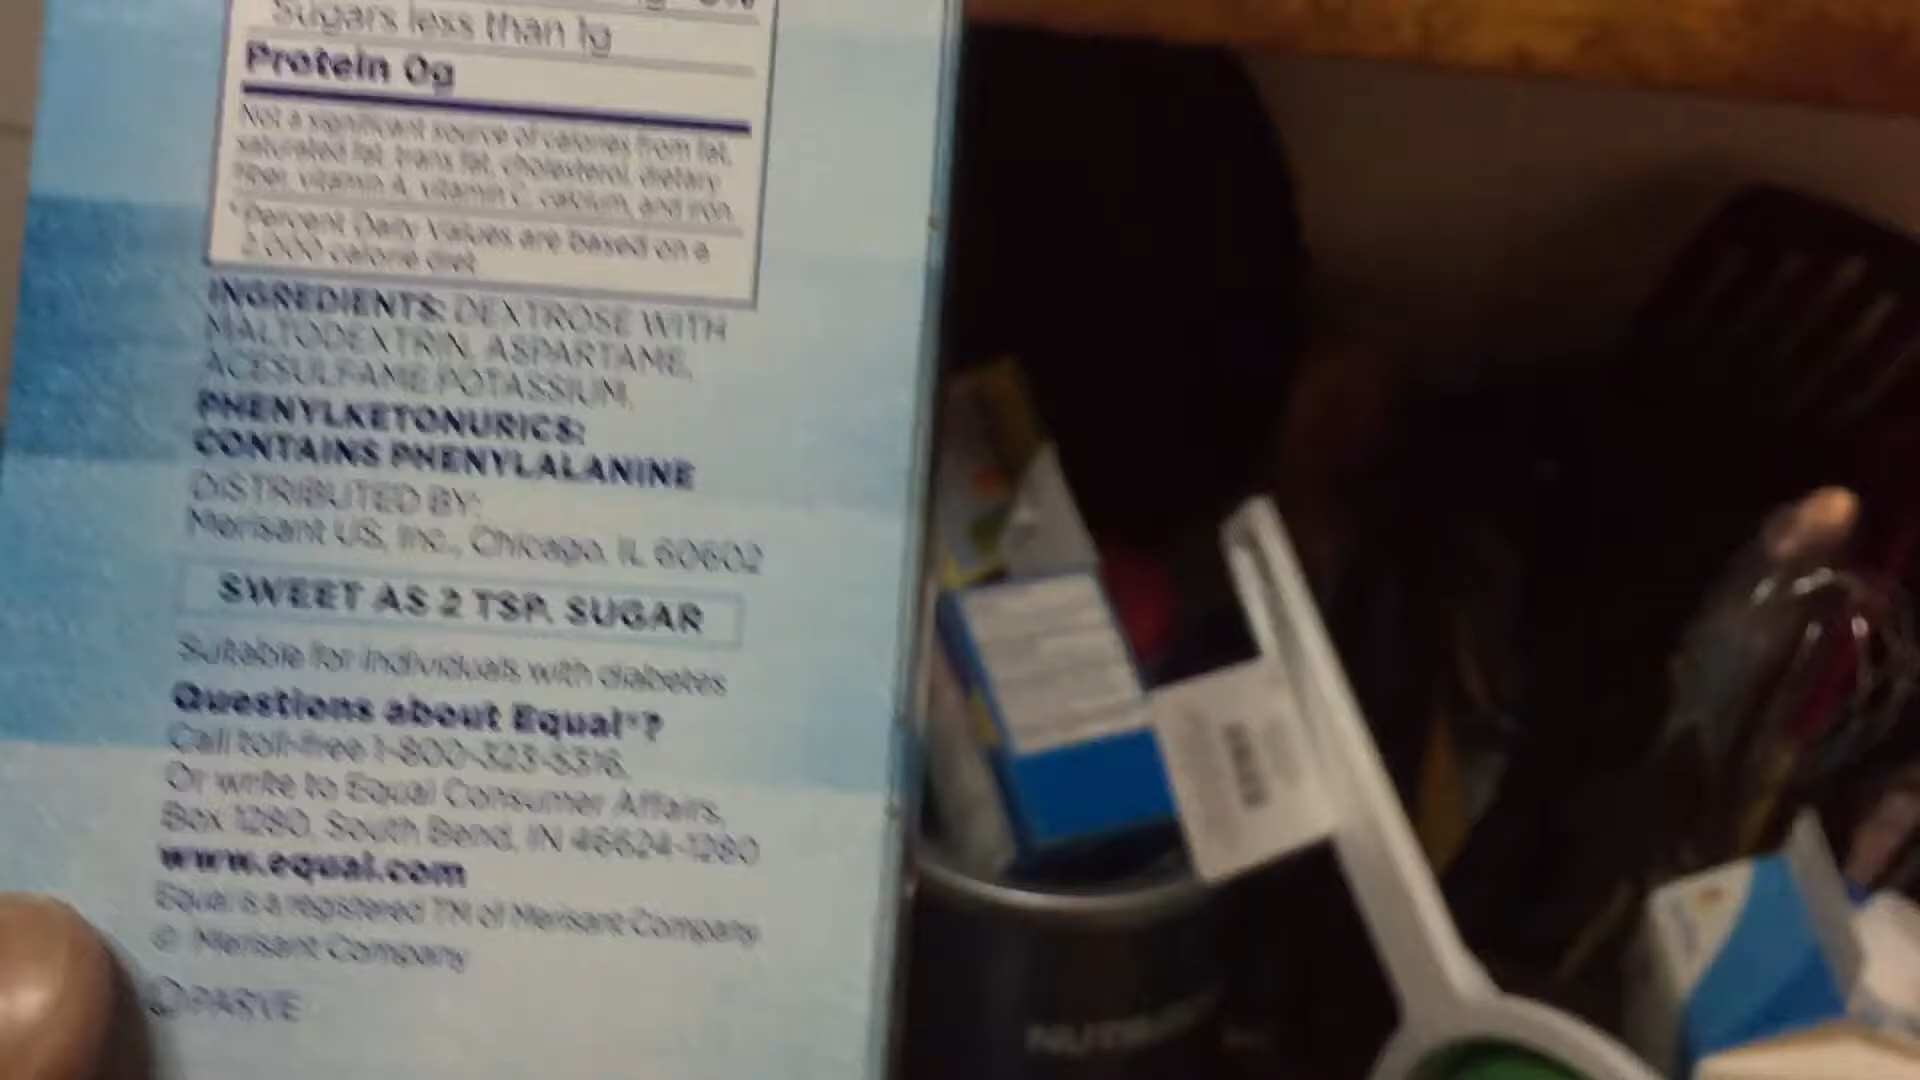 Sugars less than 1g
Protein 0g
Not a significant source of calories from fat,
saturated fat, trans fat, cholesterol, dietary
fiber, vitamin A, vitamin C, calcium, and iron.
*Percent Daily Values are based on a
2,000 calorie diet.
INGREDIENTS: DEXTROSE WITH
MALTODEXTRIN, ASPARTAME,
ACESULFAME POTASSIUM.
PHENYLKETONURICS:
CONTAINS PHENYLALANINE
DISTRIBUTED BY:
Merisant US, Inc., Chicago, IL 60602
SWEET AS 2 TSP. SUGAR
Suitable for individuals with diabetes
Questions about Equal®?
Call toll-free 1-800-323-5316.
Or write to Equal Consumer Affairs,
Box 1280, South Bend, IN 46624-1280
www.equal.com
Equal is a registered TM of Merisant Company
© Merisant Company
PARVE